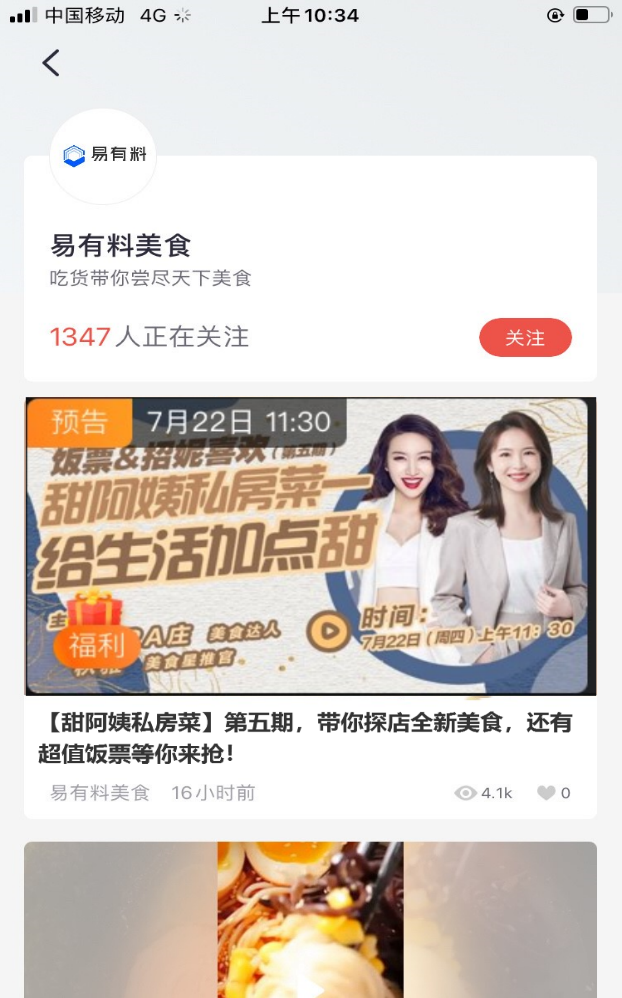 中国移动 4G 上午10:34
易有料
易有料美食
吃货带你尝尽天下美食
1347人正在关注
关注
预告 7月22日 11:30
饭票&招妮喜欢(第五期)
甜阿姨私房菜一
给生活加点甜
A庄 美食达人
美食星推官
福利
时间:
7月22日(周四)上午11:30
【甜阿姨私房菜】第五期，带你探店全新美食，还有
超值饭票等你来抢！
易有料美食 16小时前 4.1k 0